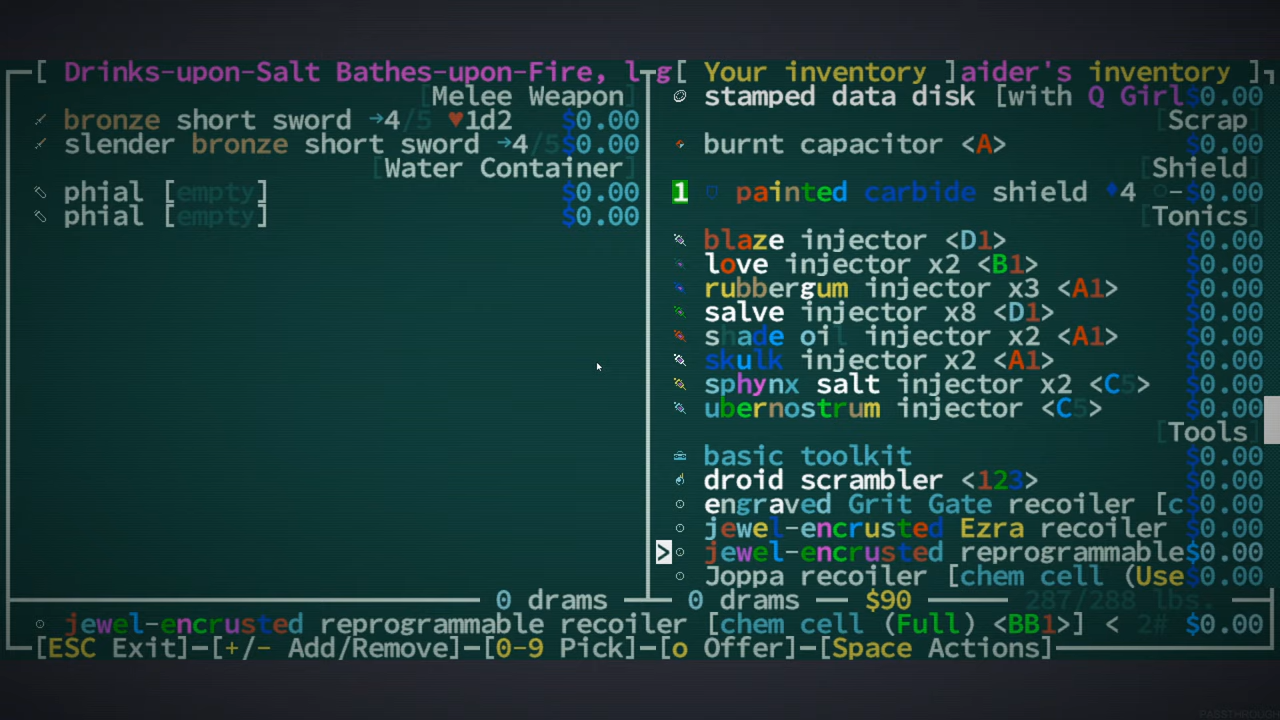 [ Drinks-upon-Salt Bathes-upon-Fire, leg
[Melee Weapon]
bronze short sword →4/5 ♥1d2 $0.00
slender bronze short sword →4/5 $0.00
[Water Container]
phial [empty] $0.00
phial [empty] $0.00
[ Your inventory ]aider's inventory ]
stamped data disk [with Q Girl $0.00
[Scrap]
burnt capacitor <A> $0.00
[Shield]
1 painted carbide shield ♦4 ○- $0.00
[Tonics]
blaze injector <D1> $0.00
love injector x2 <B1> $0.00
rubbergum injector x3 <A1> $0.00
salve injector x8 <D1> $0.00
shade oil injector x2 <A1> $0.00
skulk injector x2 <A1> $0.00
sphynx salt injector x2 <C5> $0.00
ubernostrum injector <C5> $0.00
[Tools]
basic toolkit $0.00
droid scrambler <123> $0.00
engraved Grit Gate recoiler [c $0.00
jewel-encrusted Ezra recoiler $0.00
> jewel-encrusted reprogrammable $0.00
Joppa recoiler [chem cell (Use $0.00
0 drams 0 drams $90 287/288 lbs.
jewel-encrusted reprogrammable recoiler [chem cell (Full) <BB1>] < 2# $0.00
[ESC Exit]-[+/- Add/Remove]-[0-9 Pick]-[o Offer]-[Space Actions]